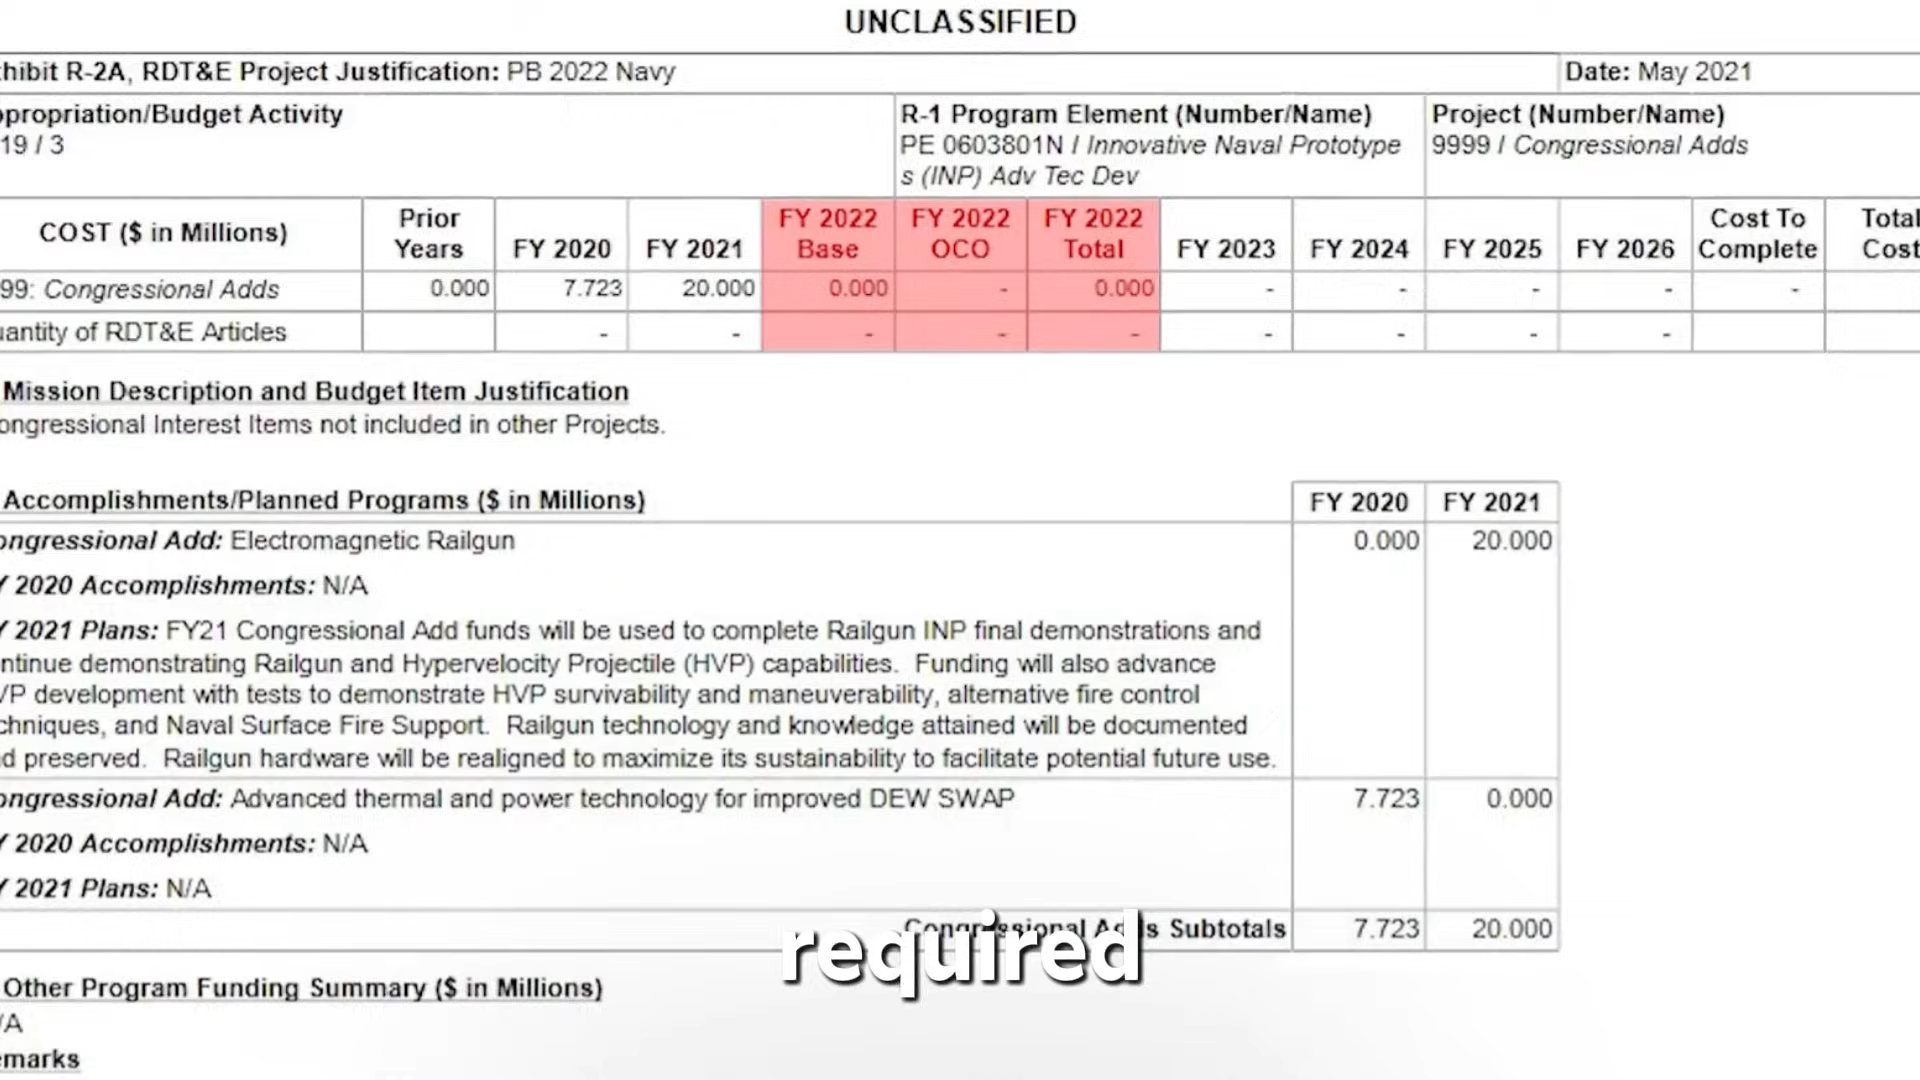 UNCLASSIFIED
hibit R-2A, RDT&E Project Justification: PB 2022 Navy
Date: May 2021
propriation/Budget Activity
19 / 3
R-1 Program Element (Number/Name)
PE 0603801N / Innovative Naval Prototype
s (INP) Adv Tec Dev
Project (Number/Name)
9999 / Congressional Adds
COST ($ in Millions) Prior Years FY 2020 FY 2021 FY 2022 Base FY 2022 OCO FY 2022 Total FY 2023 FY 2024 FY 2025 FY 2026 Cost To Complete Total Cost
99: Congressional Adds 0.000 7.723 20.000 0.000 - 0.000 - - - - -
uantity of RDT&E Articles - - - - - - - - -
Mission Description and Budget Item Justification
ongressional Interest Items not included in other Projects.
Accomplishments/Planned Programs ($ in Millions) FY 2020 FY 2021
ongressional Add: Electromagnetic Railgun 0.000 20.000
Y 2020 Accomplishments: N/A
Y 2021 Plans: FY21 Congressional Add funds will be used to complete Railgun INP final demonstrations and
ntinue demonstrating Railgun and Hypervelocity Projectile (HVP) capabilities. Funding will also advance
VP development with tests to demonstrate HVP survivability and maneuverability, alternative fire control
chniques, and Naval Surface Fire Support. Railgun technology and knowledge attained will be documented
d preserved. Railgun hardware will be realigned to maximize its sustainability to facilitate potential future use.
ongressional Add: Advanced thermal and power technology for improved DEW SWAP 7.723 0.000
Y 2020 Accomplishments: N/A
Y 2021 Plans: N/A
Congressional Adds Subtotals 7.723 20.000
required
Other Program Funding Summary ($ in Millions)
/A
emarks